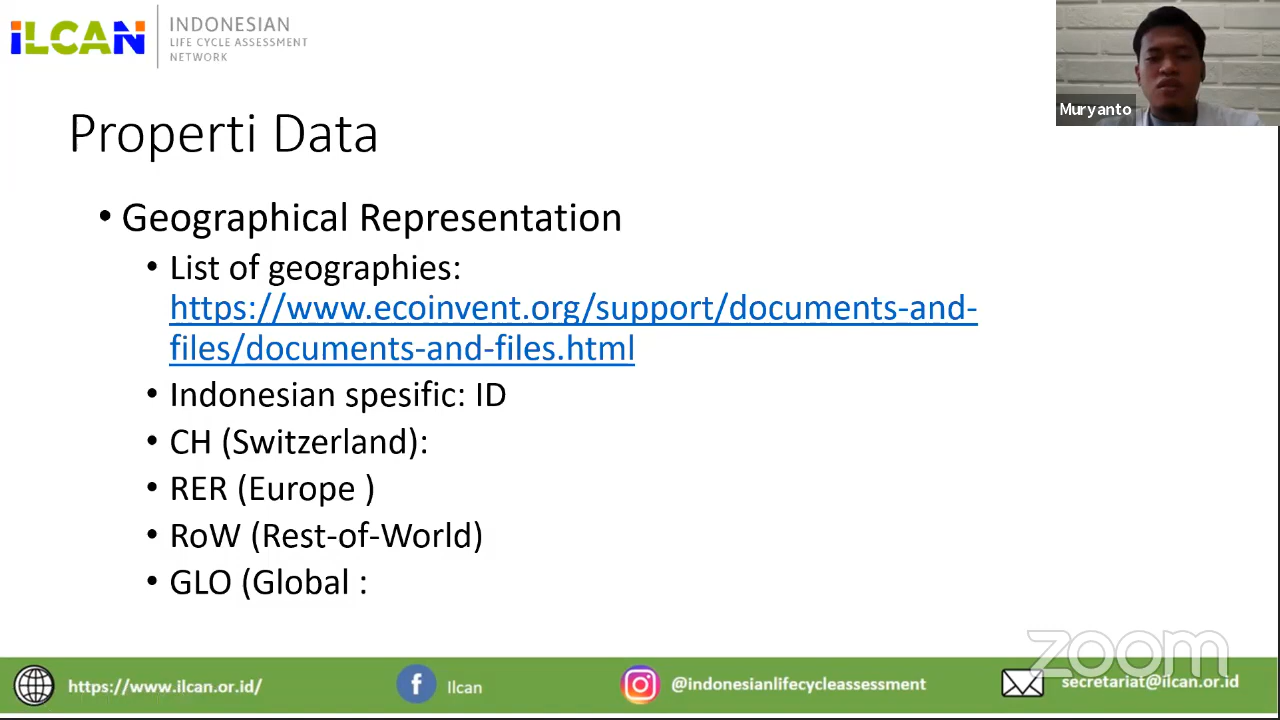 iLCAN
INDONESIAN
LIFE CYCLE ASSESSMENT
NETWORK
Muryanto
Properti Data
• Geographical Representation
• List of geographies:
https://www.ecoinvent.org/support/documents-and-
files/documents-and-files.html
• Indonesian spesific: ID
• CH (Switzerland):
• RER (Europe )
• RoW (Rest-of-World)
• GLO (Global :
zoom
https://www.ilcan.or.id/
Ilcan
@indonesianlifecycleassessment
secretariat@ilcan.or.id